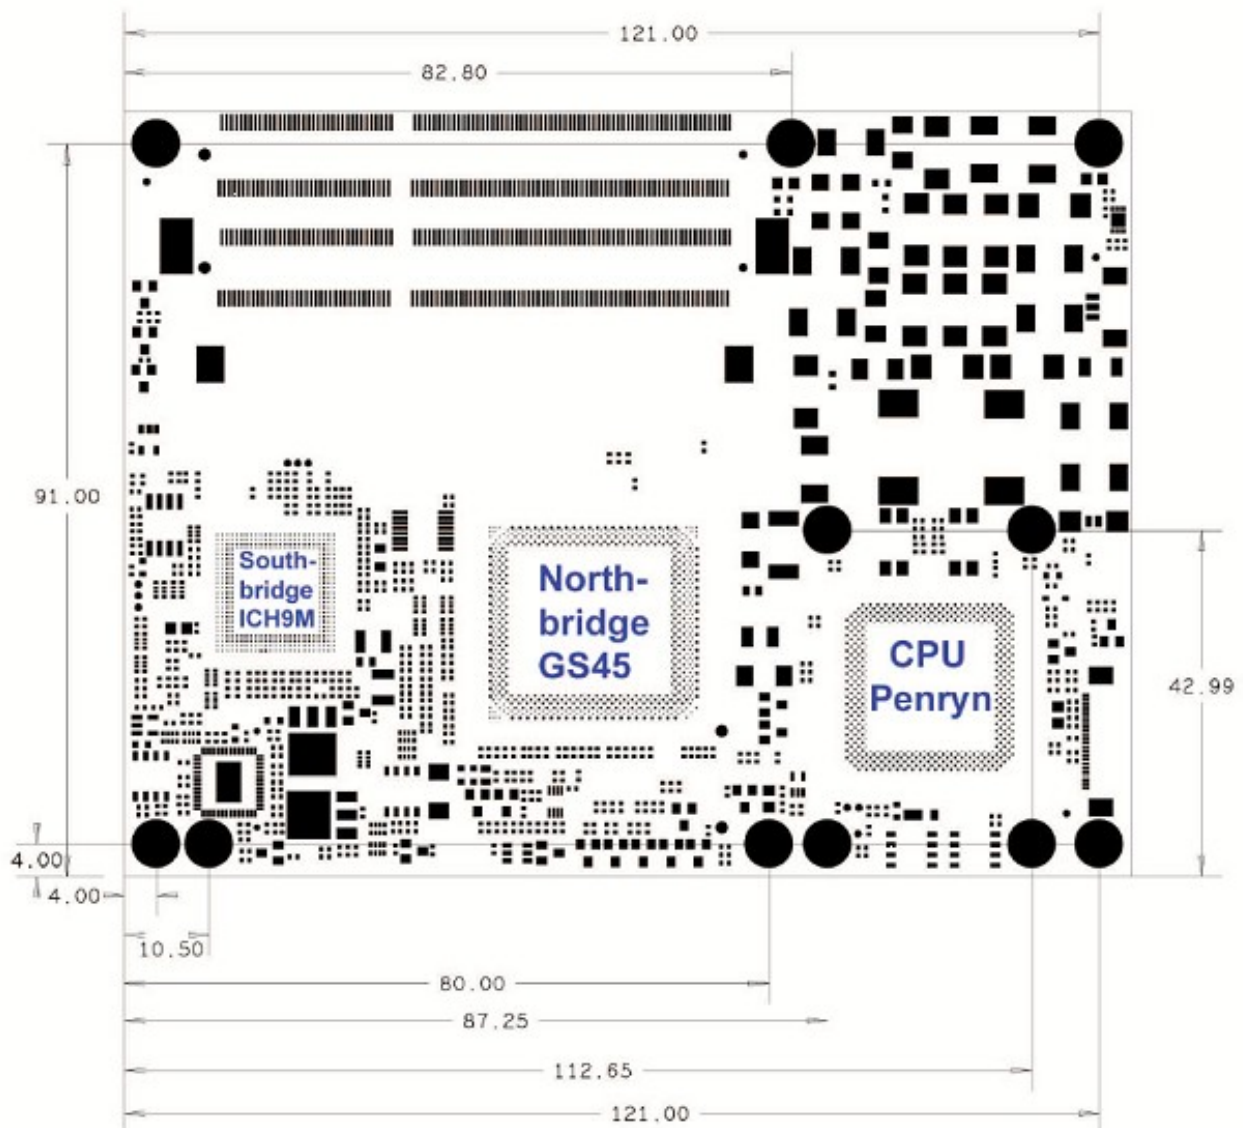 121.00
82.80
91.00
South-
bridge
ICH9M
North-
bridge
GS45
CPU
Penryn
42.99
4.00
4.00
10.50
80.00
87.25
112.65
121.00